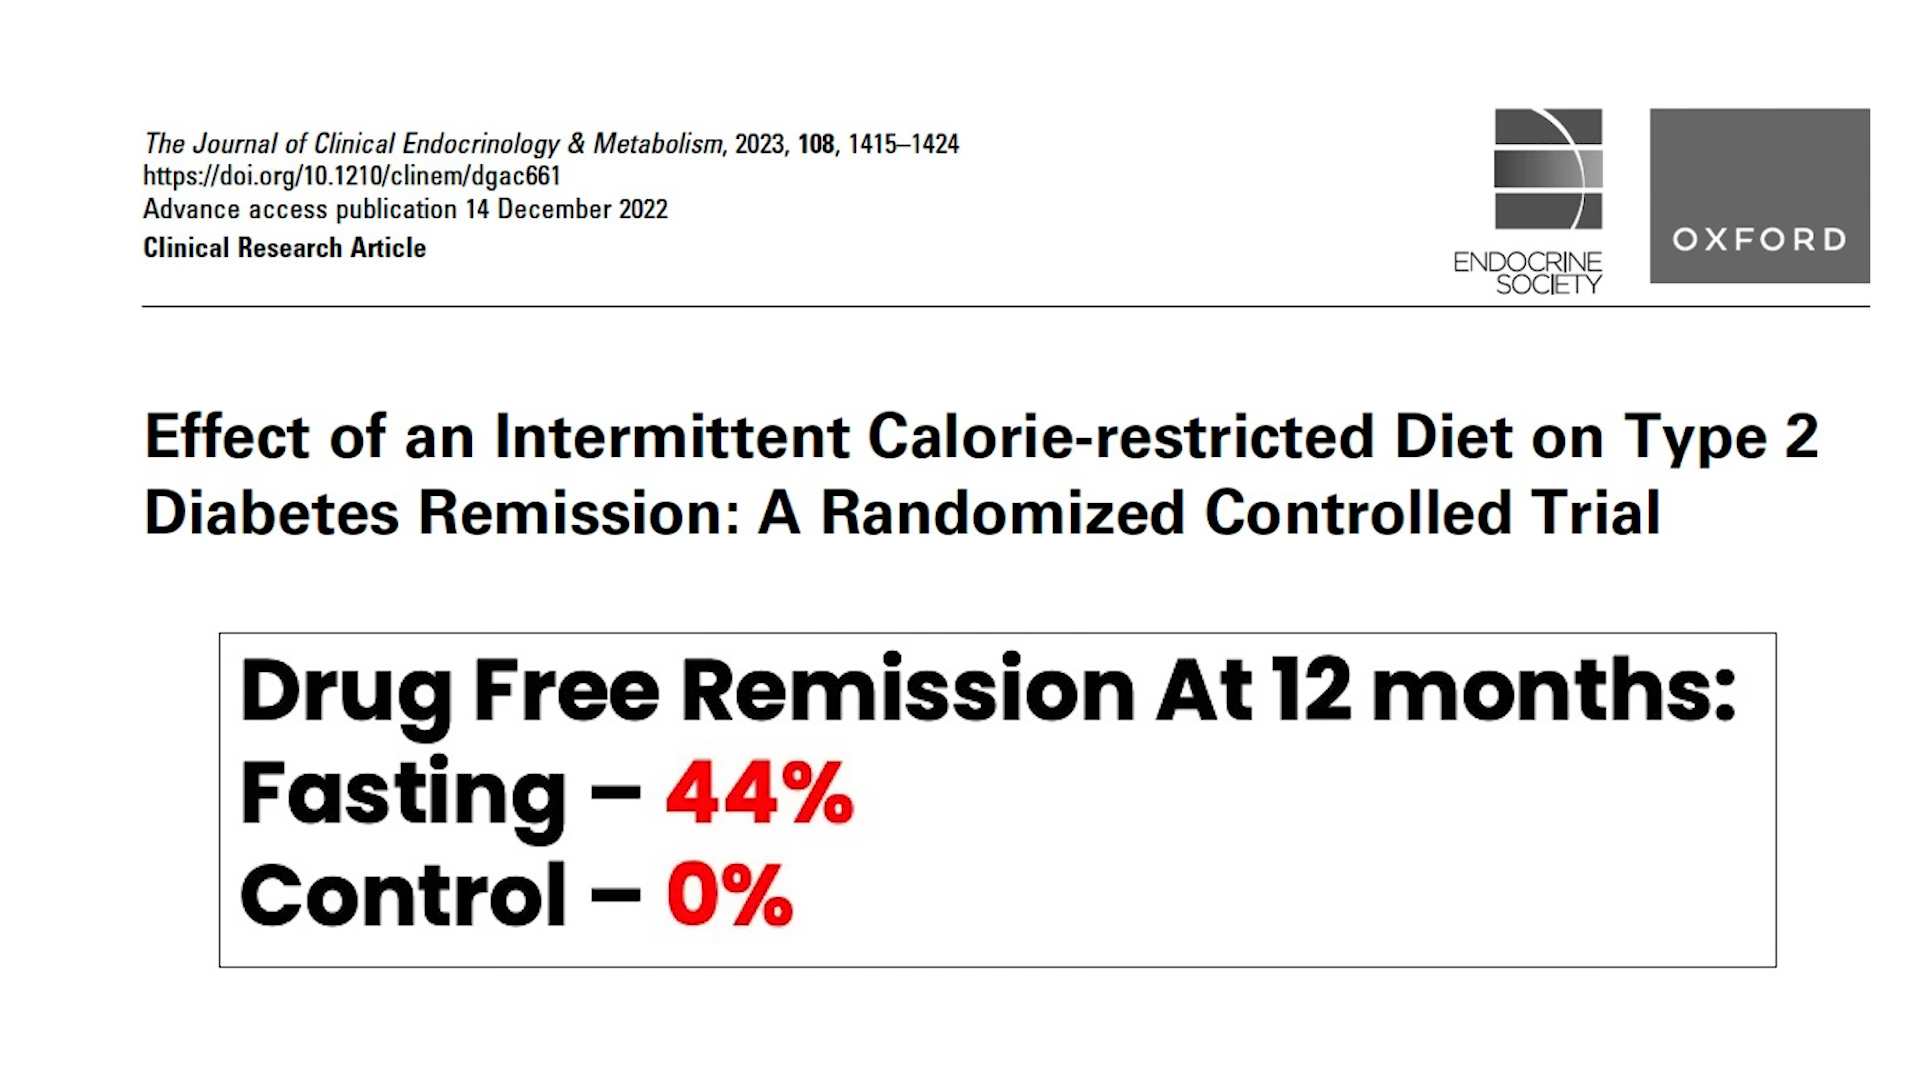 The Journal of Clinical Endocrinology & Metabolism, 2023, 108, 1415–1424
https://doi.org/10.1210/clinem/dgac661
Advance access publication 14 December 2022
Clinical Research Article
ENDOCRINE
SOCIETY
OXFORD
Effect of an Intermittent Calorie-restricted Diet on Type 2
Diabetes Remission: A Randomized Controlled Trial
Drug Free Remission At 12 months:
Fasting – 44%
Control – 0%